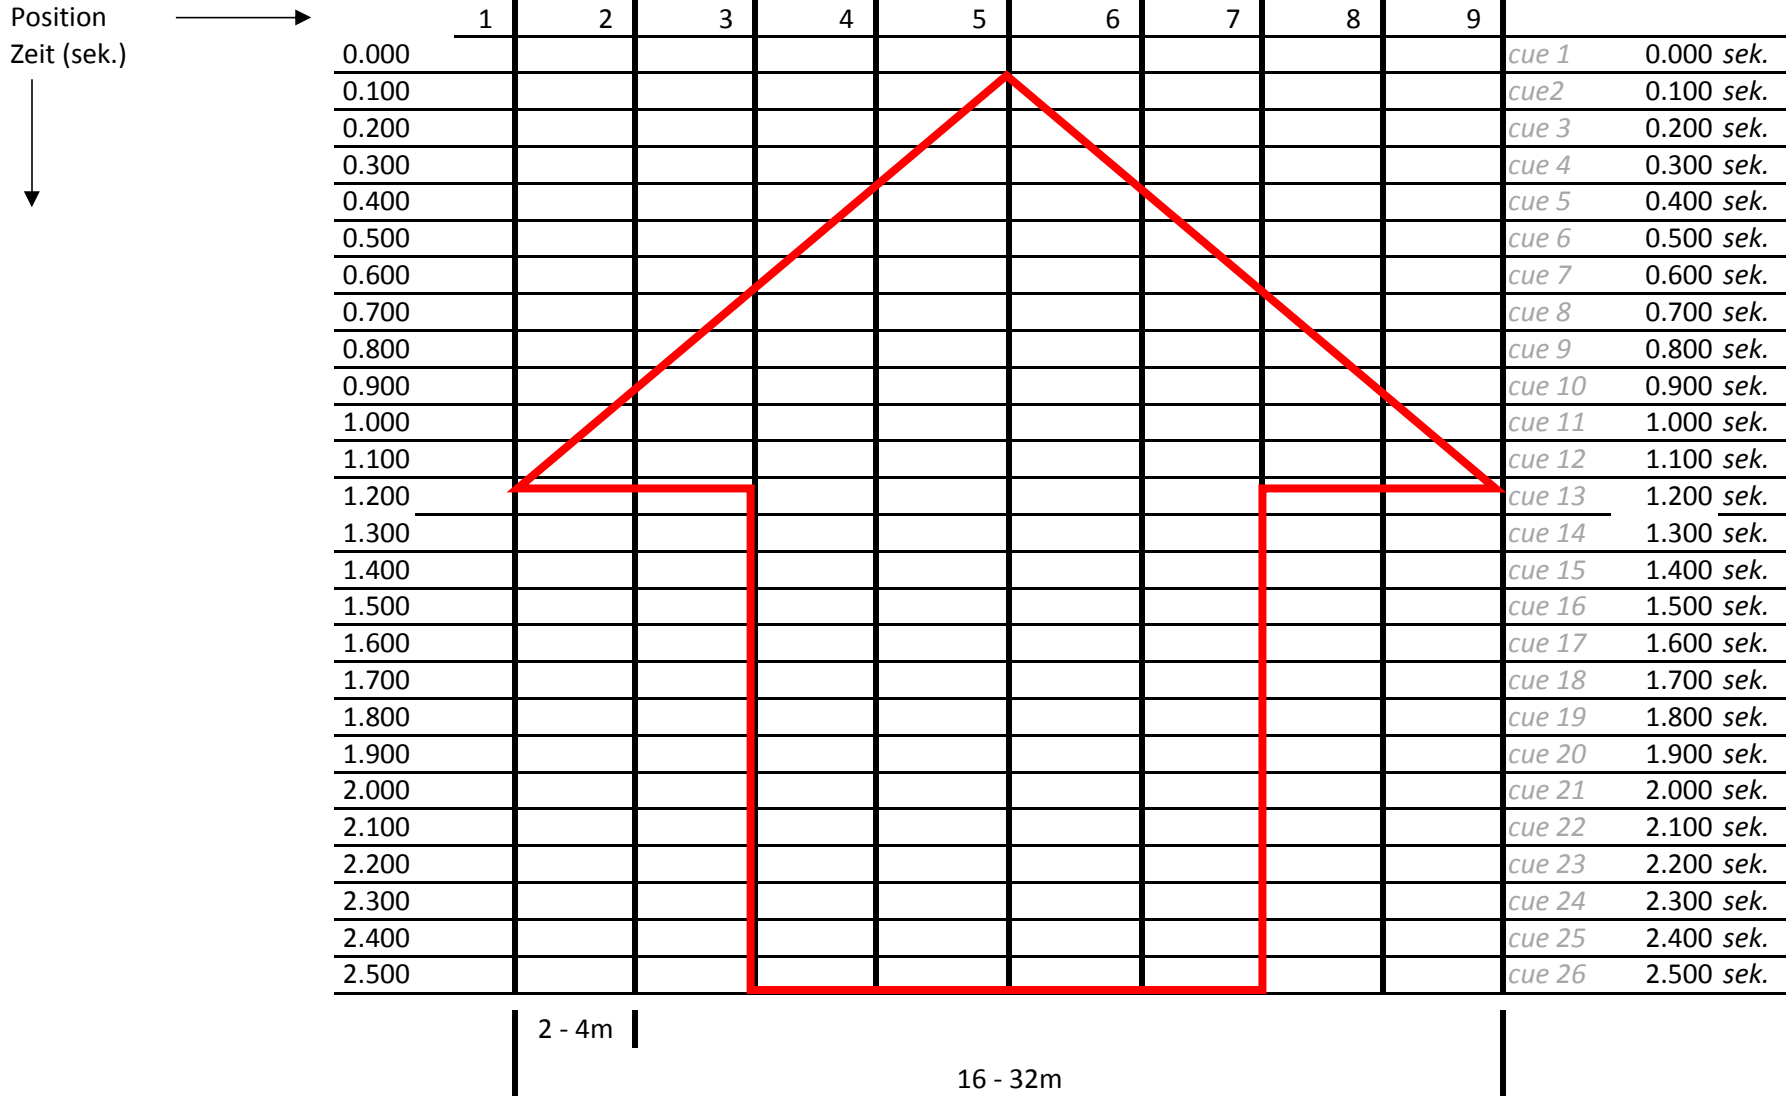 Position 1 2 3 4 5 6 7 8 9
Zeit (sek.)
0.000 cue 1 0.000 sek.
0.100 cue2 0.100 sek.
0.200 cue 3 0.200 sek.
0.300 cue 4 0.300 sek.
0.400 cue 5 0.400 sek.
0.500 cue 6 0.500 sek.
0.600 cue 7 0.600 sek.
0.700 cue 8 0.700 sek.
0.800 cue 9 0.800 sek.
0.900 cue 10 0.900 sek.
1.000 cue 11 1.000 sek.
1.100 cue 12 1.100 sek.
1.200 cue 13 1.200 sek.
1.300 cue 14 1.300 sek.
1.400 cue 15 1.400 sek.
1.500 cue 16 1.500 sek.
1.600 cue 17 1.600 sek.
1.700 cue 18 1.700 sek.
1.800 cue 19 1.800 sek.
1.900 cue 20 1.900 sek.
2.000 cue 21 2.000 sek.
2.100 cue 22 2.100 sek.
2.200 cue 23 2.200 sek.
2.300 cue 24 2.300 sek.
2.400 cue 25 2.400 sek.
2.500 cue 26 2.500 sek.
2 - 4m
16 - 32m